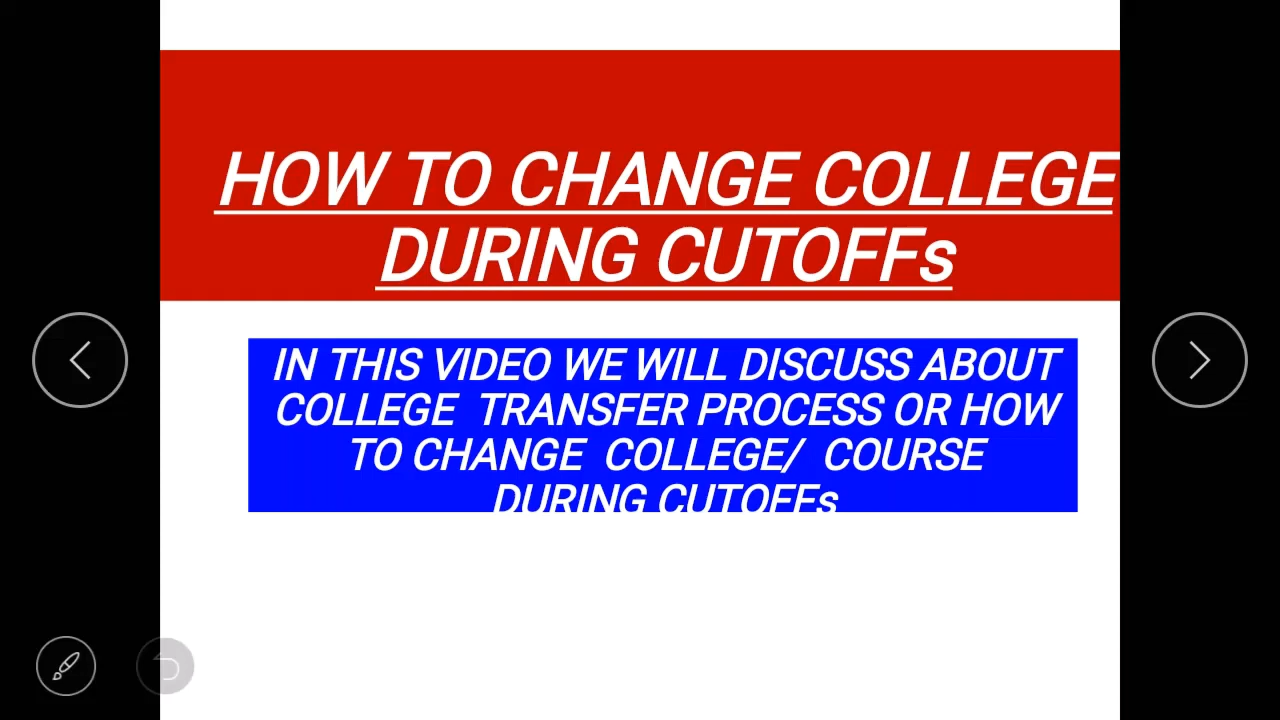 HOW TO CHANGE COLLEGE
DURING CUTOFFs
IN THIS VIDEO WE WILL DISCUSS ABOUT
COLLEGE TRANSFER PROCESS OR HOW
TO CHANGE COLLEGE/ COURSE
DURING CUTOFFs